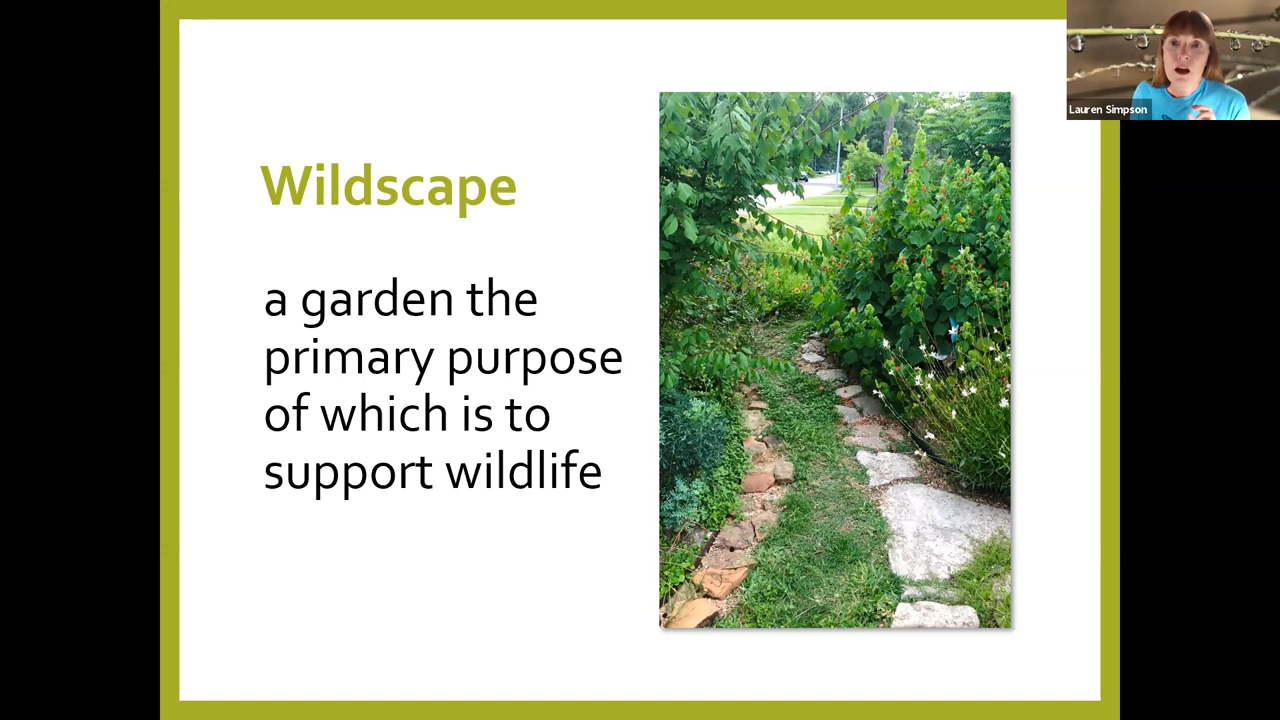 Lauren Simpson
Wildscape
a garden the
primary purpose
of which is to
support wildlife